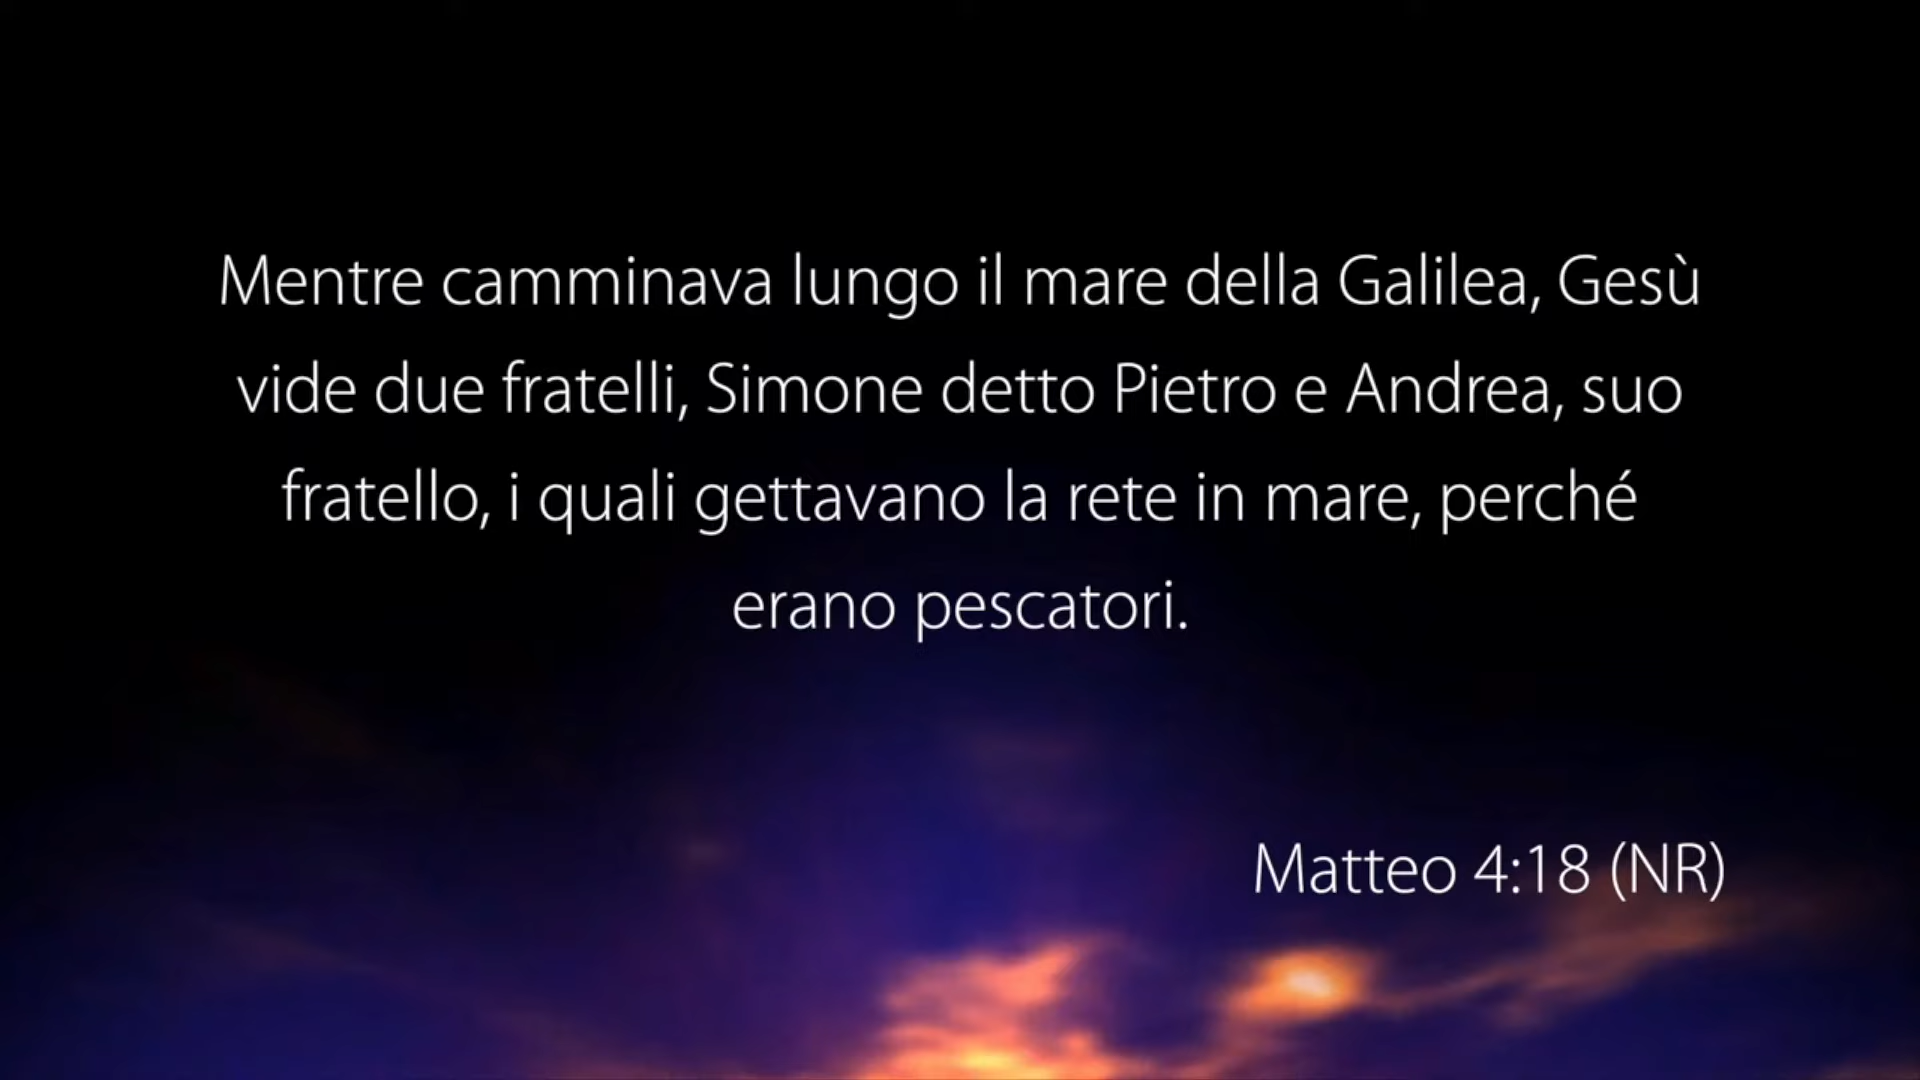 Mentre camminava lungo il mare della Galilea, Gesù
vide due fratelli, Simone detto Pietro e Andrea, suo
fratello, i quali gettavano la rete in mare, perché
erano pescatori.
Matteo 4:18 (NR)